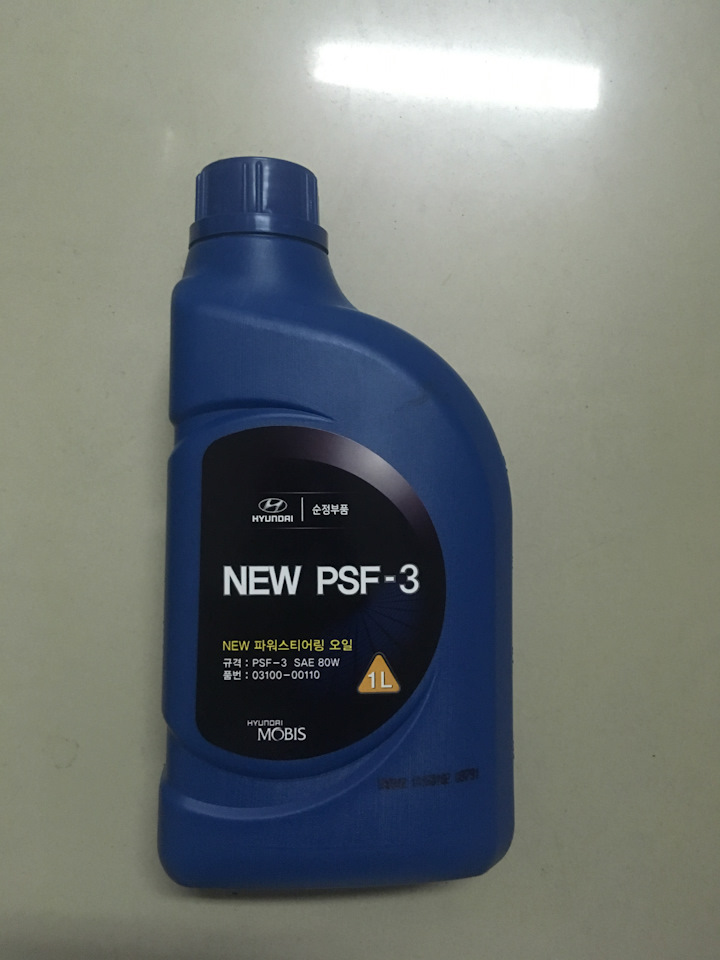 HYUNDAI 순정부품
NEW PSF-3
NEW 파워스티어링 오일
규격 : PSF-3 SAE 80W
품번 : 03100-00110
1L
HYUNDAI
MOBIS